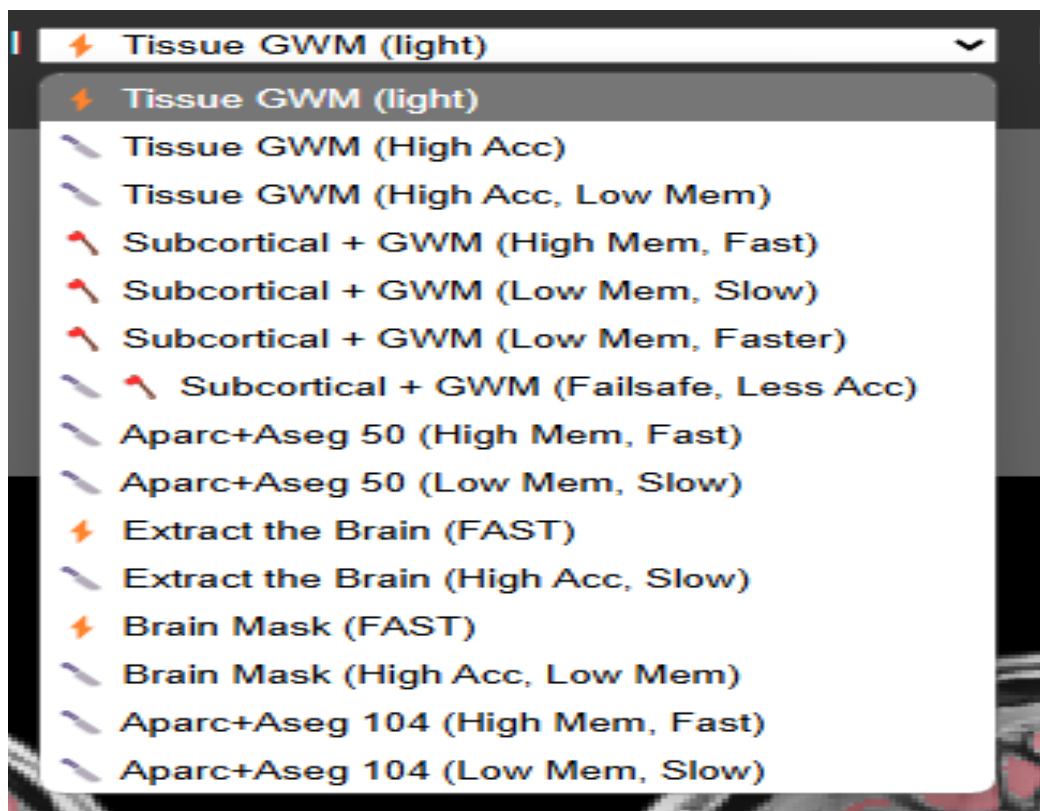 Tissue GWM (light)
Tissue GWM (light)
Tissue GWM (High Acc)
Tissue GWM (High Acc, Low Mem)
Subcortical + GWM (High Mem, Fast)
Subcortical + GWM (Low Mem, Slow)
Subcortical + GWM (Low Mem, Faster)
Subcortical + GWM (Failsafe, Less Acc)
Aparc+Aseg 50 (High Mem, Fast)
Aparc+Aseg 50 (Low Mem, Slow)
Extract the Brain (FAST)
Extract the Brain (High Acc, Slow)
Brain Mask (FAST)
Brain Mask (High Acc, Low Mem)
Aparc+Aseg 104 (High Mem, Fast)
Aparc+Aseg 104 (Low Mem, Slow)